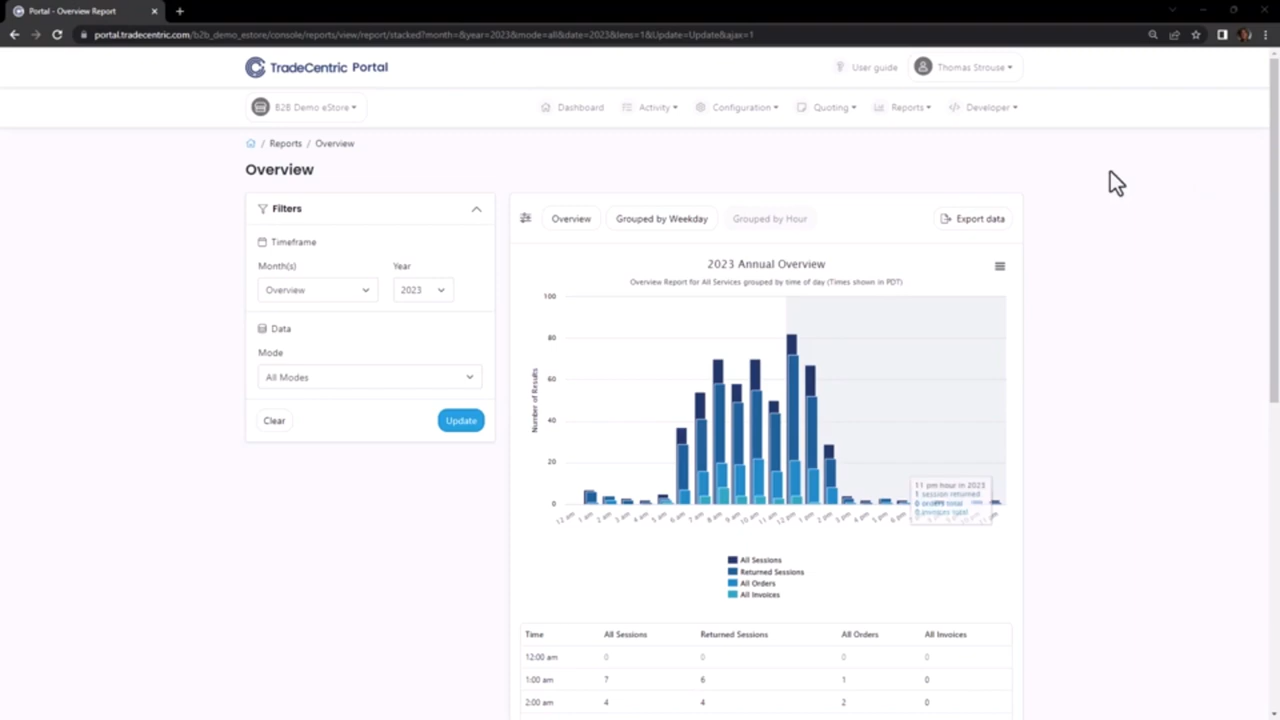 Portal - Overview Report
portal.tradecentric.com/b2b_demo_estore/console/reports/view/report/stacked?month=&year=2023&mode=all&date=2023&lens=1&Update=Update&ajax=1
TradeCentric Portal
User guide
Thomas Strouse
B2B Demo eStore
Dashboard
Activity
Configuration
Quoting
Reports
Developer
/ Reports / Overview
Overview
Filters
Timeframe
Month(s)
Year
Overview
2023
Data
Mode
All Modes
Clear
Update
Overview
Grouped by Weekday
Grouped by Hour
Export data
2023 Annual Overview
Overview Report for All Services grouped by time of day (Times shown in PDT)
Number of Results
100
80
60
40
20
0
12 am
1 am
2 am
3 am
4 am
5 am
6 am
7 am
8 am
9 am
10 am
11 am
12 pm
1 pm
2 pm
3 pm
4 pm
5 pm
6 pm
11 pm
11 pm hour in 2023
1 session returned
0 orders total
0 invoices total
All Sessions
Returned Sessions
All Orders
All Invoices
Time All Sessions Returned Sessions All Orders All Invoices
12:00 am 0 0 0 0
1:00 am 7 6 1 0
2:00 am 4 4 2 0